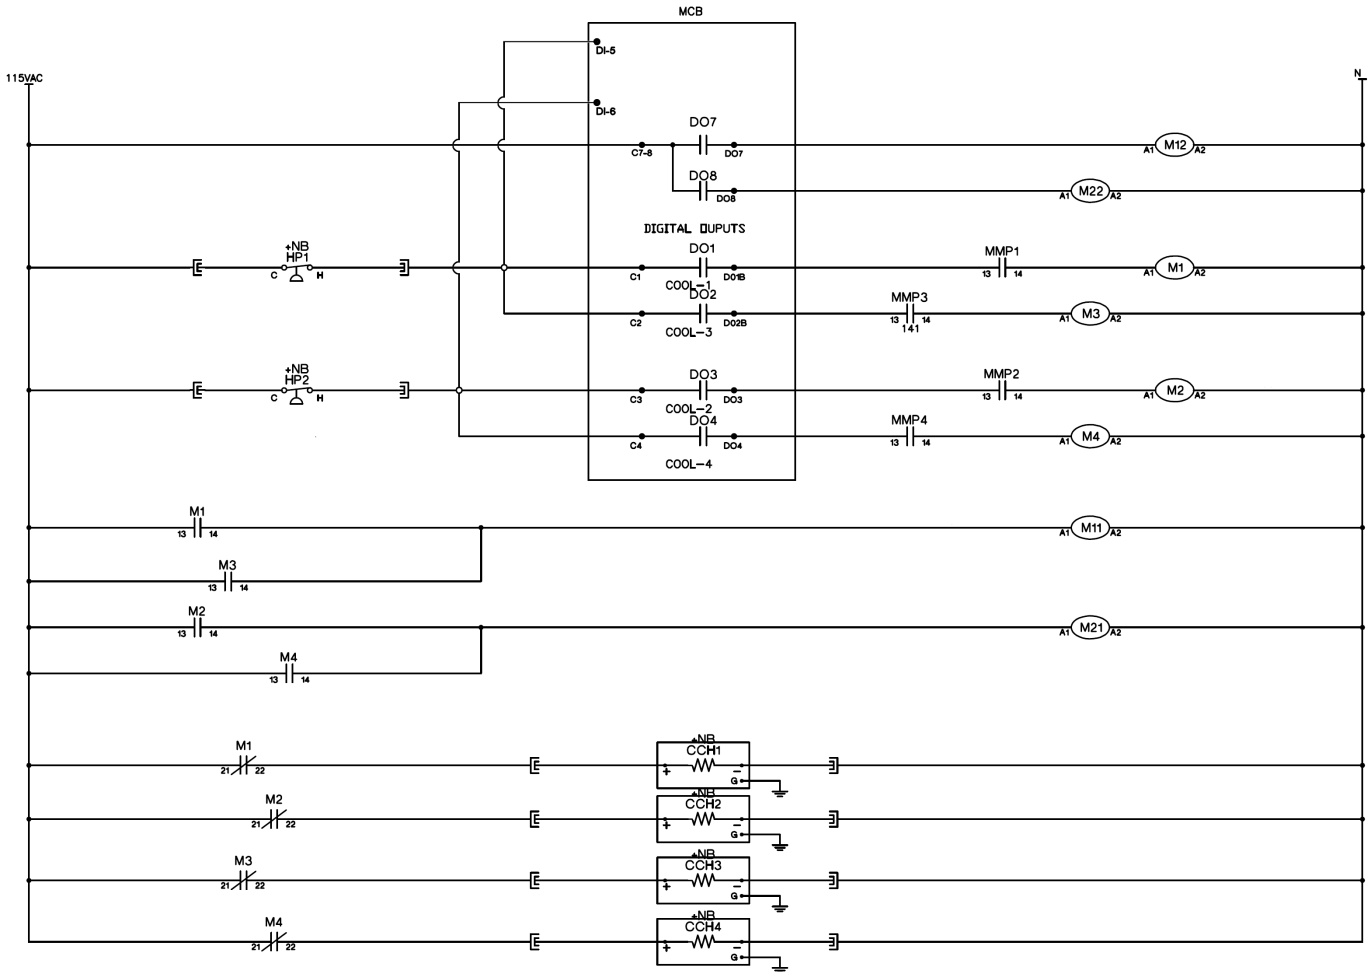 MCB
DI-5
115VAC
N
DI-6
DO7
C7-8 DO7 A1 M12 A2
DO8
DO8 A1 M22 A2
DIGITAL OUPUTS
+NB
HP1
C H
DO1
C1 D01B
COOL-1
MMP1
13 14
A1 M1 A2
DO2
C2 D02B
COOL-3
MMP3
13 14
141
A1 M3 A2
+NB
HP2
C H
DO3
C3 DO3
COOL-2
MMP2
13 14
A1 M2 A2
DO4
C4 DO4
COOL-4
MMP4
13 14
A1 M4 A2
M1
13 14
A1 M11 A2
M3
13 14
M2
13 14
A1 M21 A2
M4
13 14
M1
21 22
+NB
CCH1
+ −
G
M2
21 22
+NB
CCH2
+ −
G
M3
21 22
+NB
CCH3
+ −
G
M4
21 22
+NB
CCH4
+ −
G